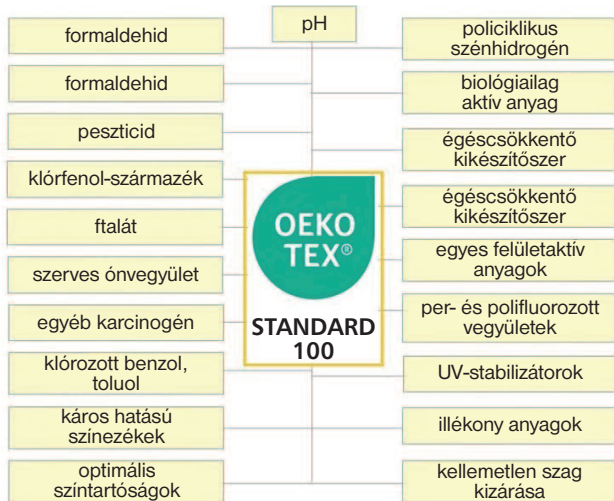 pH
formaldehid
formaldehid
peszticid
klórfenol-származék
ftalát
szerves ónvegyület
egyéb karcinogén
klórozott benzol,
toluol
káros hatású
színezékek
optimális
színtartóságok
OEKO
TEX®
STANDARD
100
policiklikus
szénhidrogén
biológiailag
aktív anyag
égéscsökkentő
kikészítőszer
égéscsökkentő
kikészítőszer
egyes felületaktív
anyagok
per- és polifluorozott
vegyületek
UV-stabilizátorok
illékony anyagok
kellemetlen szag
kizárása